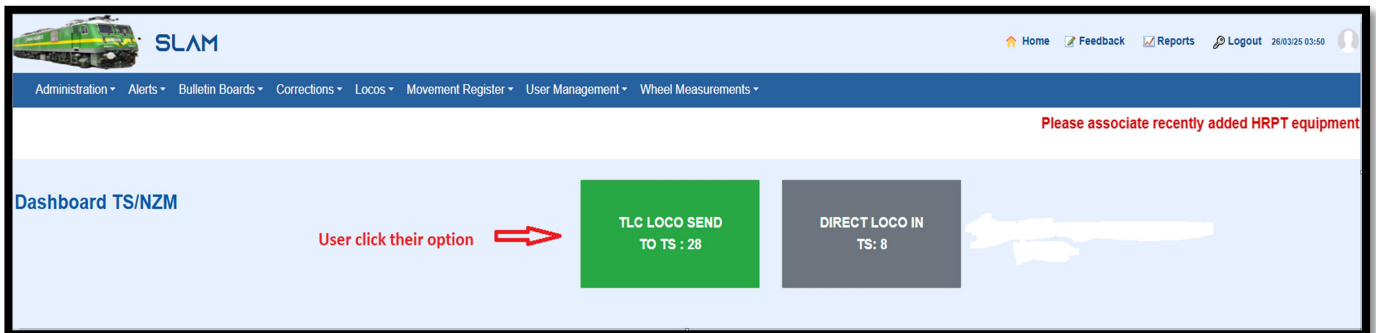 SLAM
Home Feedback Reports Logout 26/03/25 03:50
Administration Alerts Bulletin Boards Corrections Locos Movement Register User Management Wheel Measurements
Please associate recently added HRPT equipment
Dashboard TS/NZM
User click their option
TLC LOCO SEND
TO TS : 28
DIRECT LOCO IN
TS: 8